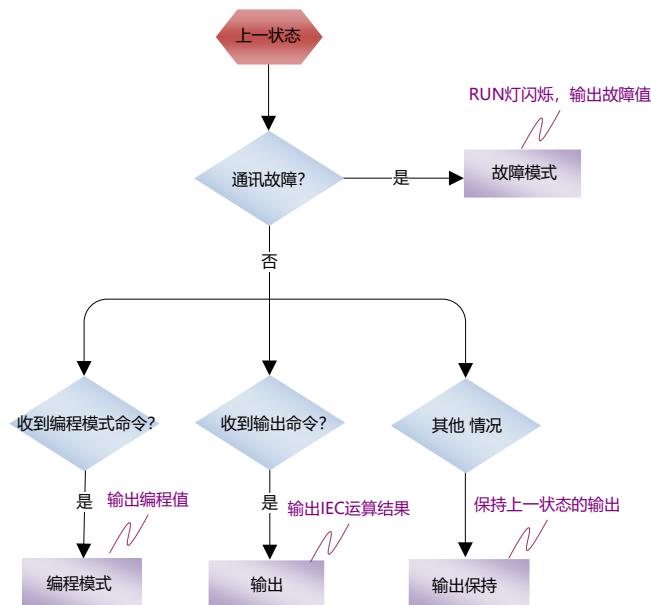 上一状态
RUN灯闪烁，输出故障值
通讯故障？
是
故障模式
否
收到编程模式命令？
收到输出命令？
其他 情况
是
输出编程值
是
输出IEC运算结果
保持上一状态的输出
编程模式
输出
输出保持